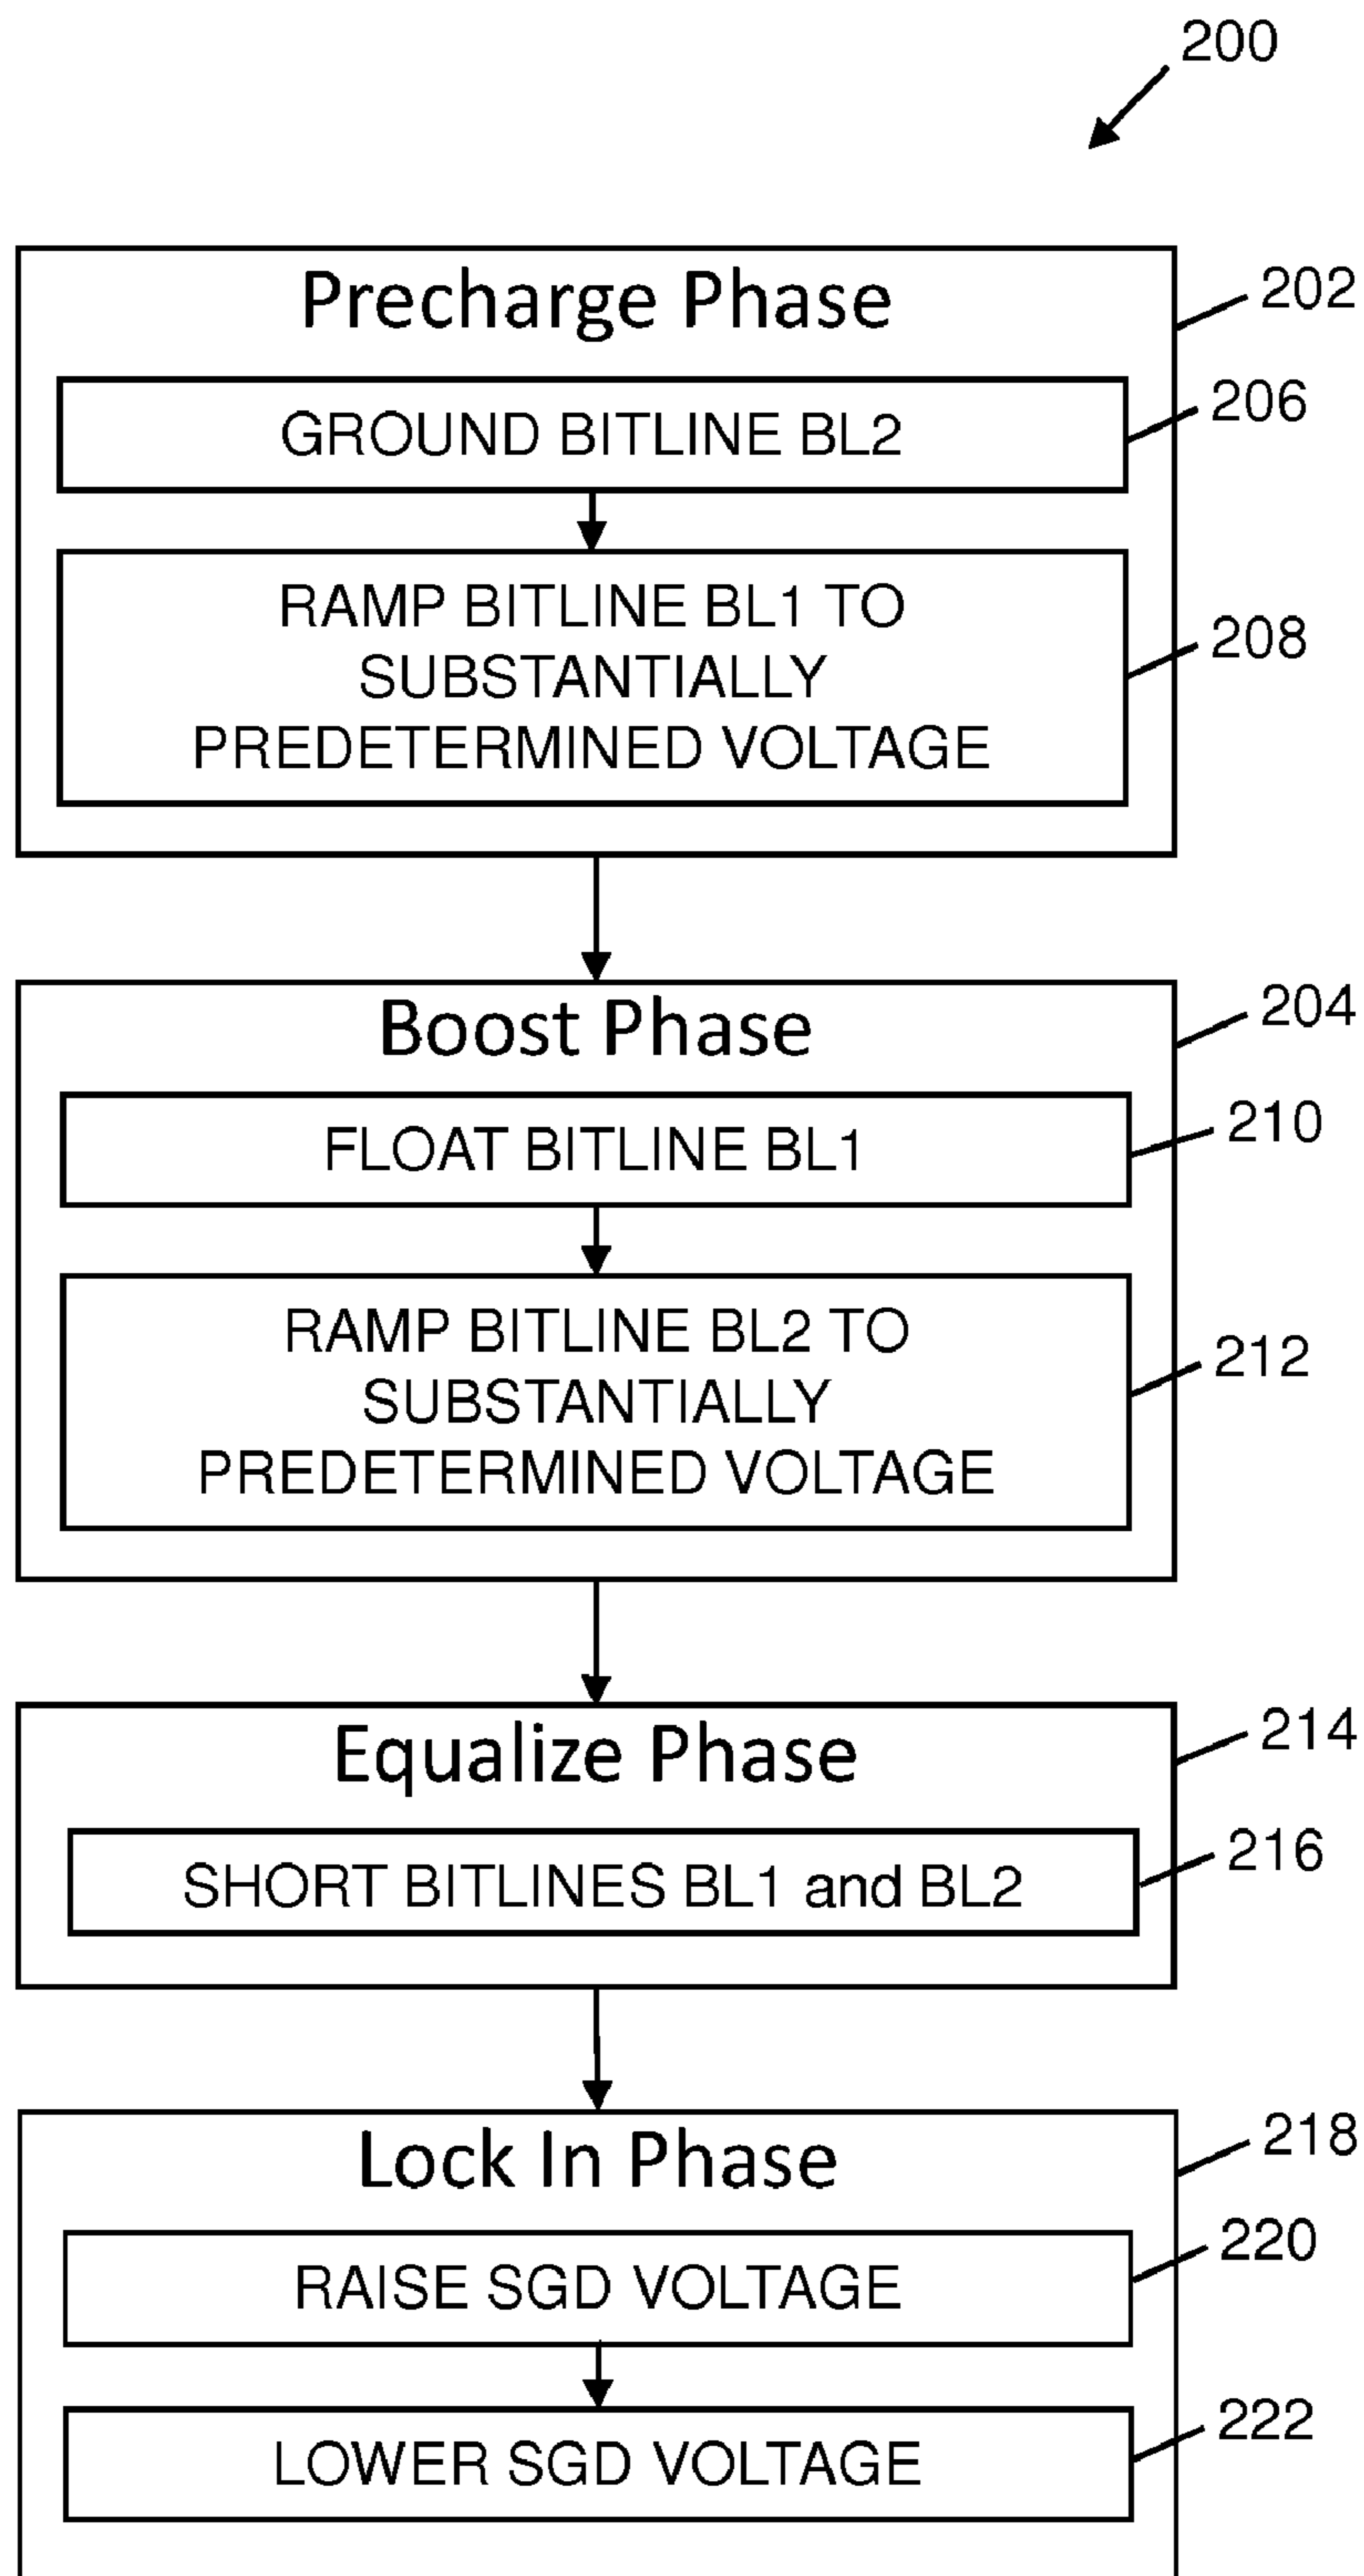 200
Precharge Phase
202
GROUND BITLINE BL2
206
RAMP BITLINE BL1 TO
SUBSTANTIALLY
PREDETERMINED VOLTAGE
208
Boost Phase
204
FLOAT BITLINE BL1
210
RAMP BITLINE BL2 TO
SUBSTANTIALLY
PREDETERMINED VOLTAGE
212
Equalize Phase
214
SHORT BITLINES BL1 and BL2
216
Lock In Phase
218
RAISE SGD VOLTAGE
220
LOWER SGD VOLTAGE
222